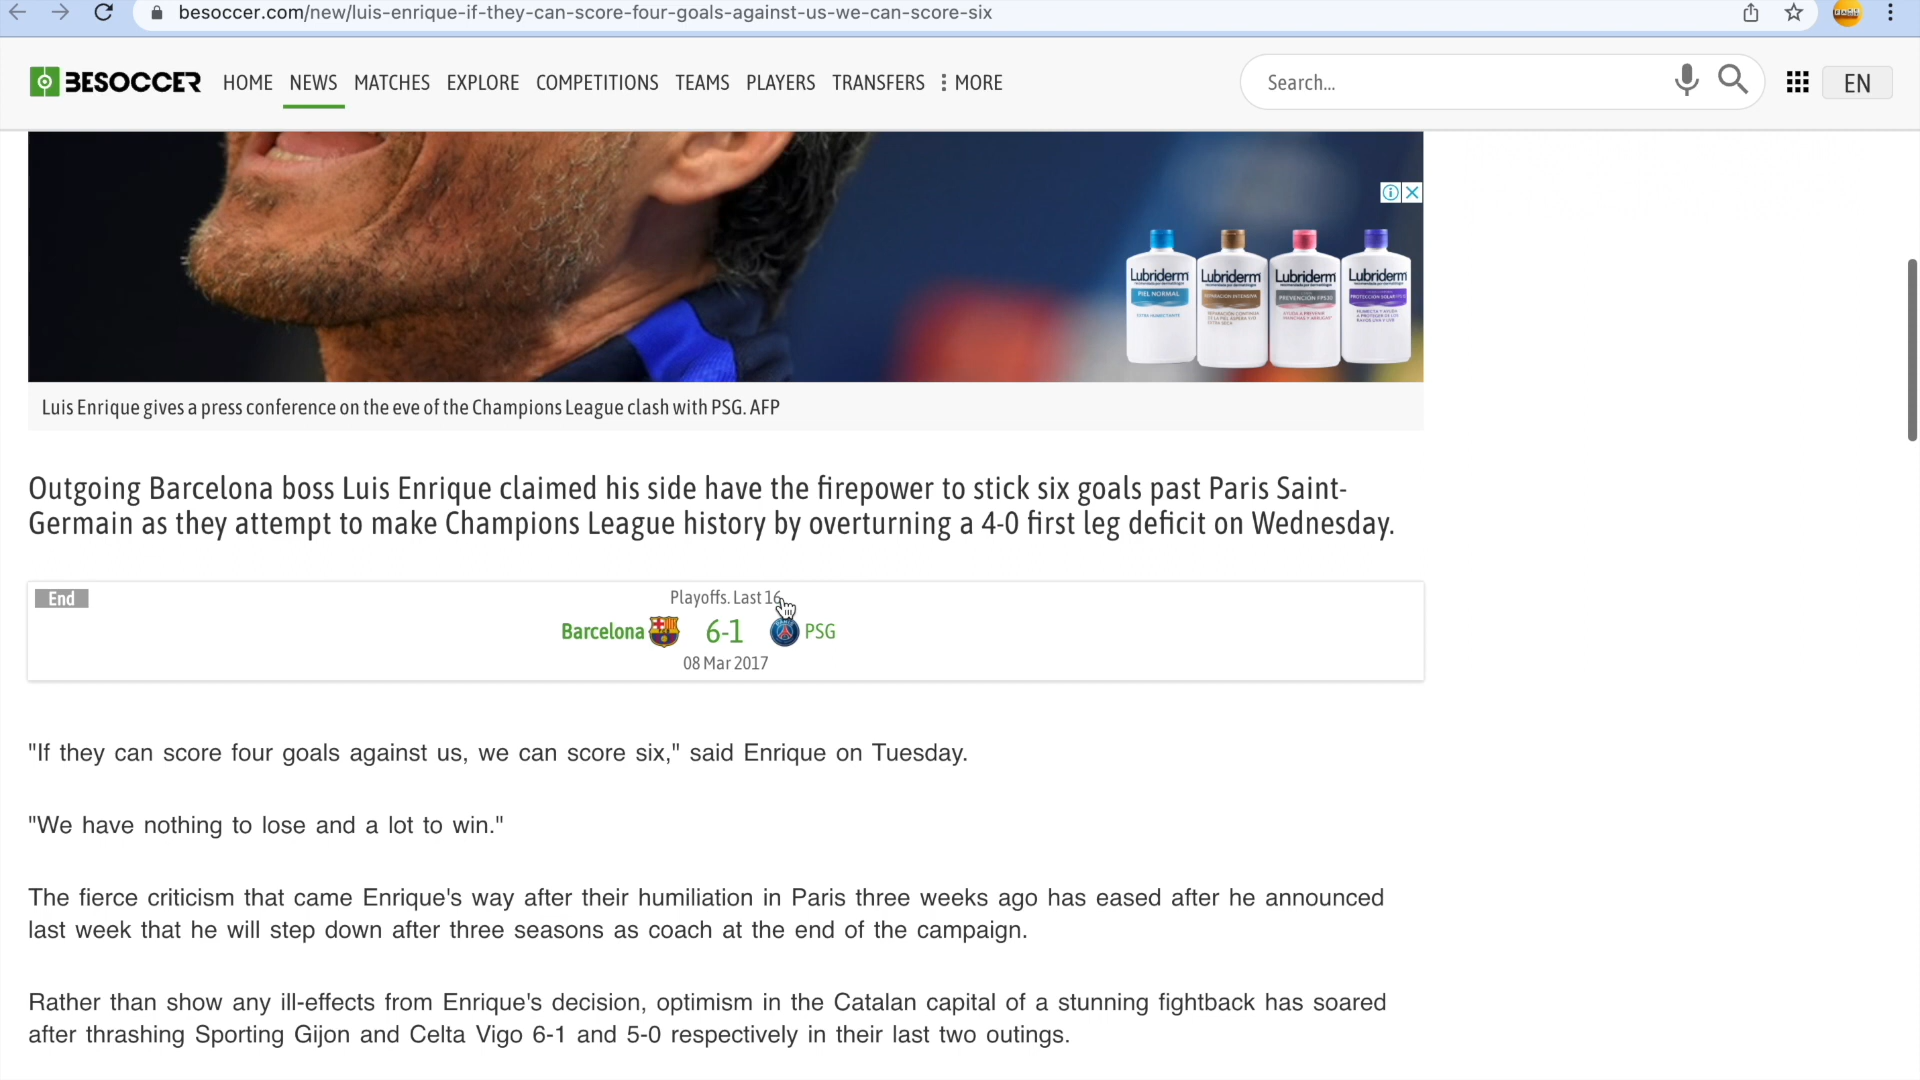 besoccer.com/new/luis-enrique-if-they-can-score-four-goals-against-us-we-can-score-six
BESOCCER HOME NEWS MATCHES EXPLORE COMPETITIONS TEAMS PLAYERS TRANSFERS MORE Search... EN
Lubriderm Lubriderm Lubriderm Lubriderm
PIEL NORMAL REPARACIÓN INTENSIVA PREVENCIÓN FPS30 PROTECCIÓN SOLAR
Luis Enrique gives a press conference on the eve of the Champions League clash with PSG. AFP
Outgoing Barcelona boss Luis Enrique claimed his side have the firepower to stick six goals past Paris Saint-
Germain as they attempt to make Champions League history by overturning a 4-0 first leg deficit on Wednesday.
End
Playoffs. Last 16
Barcelona 6-1 PSG
08 Mar 2017
"If they can score four goals against us, we can score six," said Enrique on Tuesday.
"We have nothing to lose and a lot to win."
The fierce criticism that came Enrique's way after their humiliation in Paris three weeks ago has eased after he announced
last week that he will step down after three seasons as coach at the end of the campaign.
Rather than show any ill-effects from Enrique's decision, optimism in the Catalan capital of a stunning fightback has soared
after thrashing Sporting Gijon and Celta Vigo 6-1 and 5-0 respectively in their last two outings.